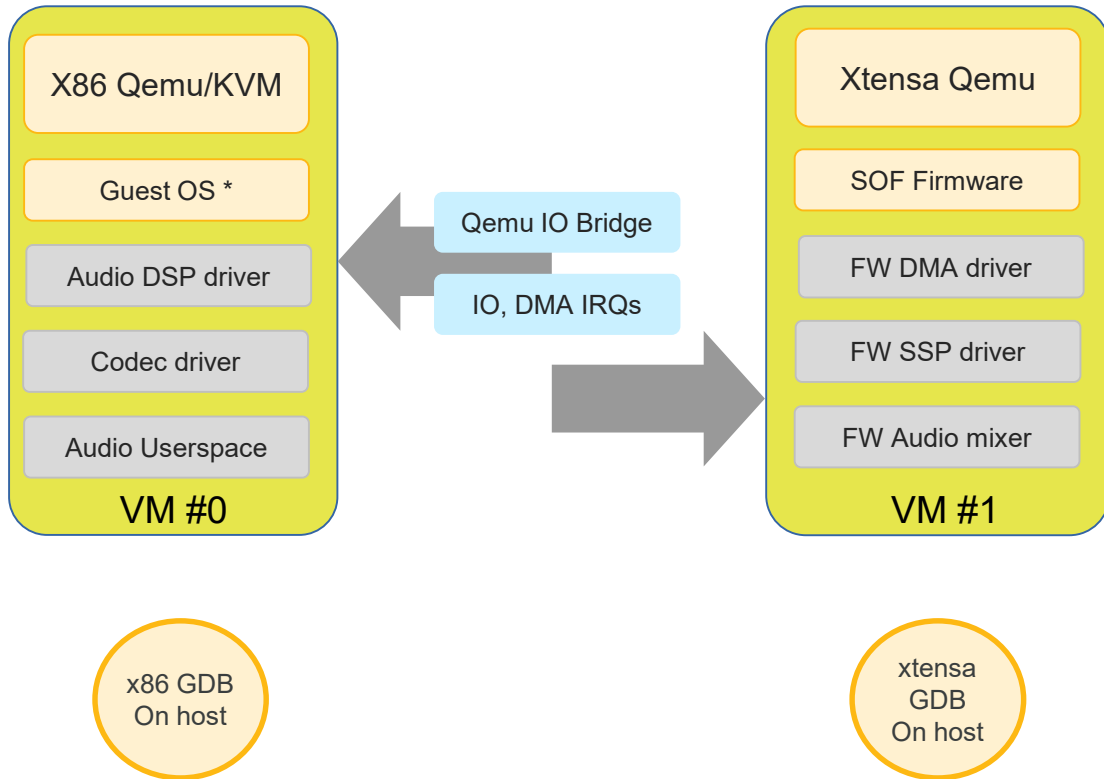 X86 Qemu/KVM
Guest OS *
Audio DSP driver
Codec driver
Audio Userspace
VM #0
Qemu IO Bridge
IO, DMA IRQs
Xtensa Qemu
SOF Firmware
FW DMA driver
FW SSP driver
FW Audio mixer
VM #1
x86 GDB
On host
xtensa
GDB
On host